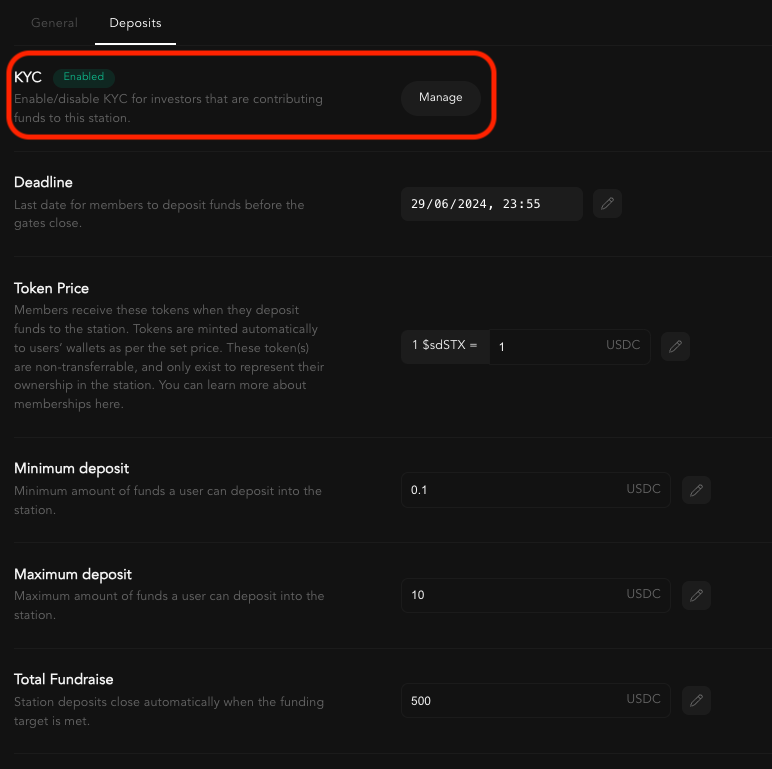 General
Deposits
KYC
Enabled
Enable/disable KYC for investors that are contributing
funds to this station.
Manage
Deadline
Last date for members to deposit funds before the
gates close.
29/06/2024, 23:55
Token Price
Members receive these tokens when they deposit
funds to the station. Tokens are minted automatically
to users’ wallets as per the set price. These token(s)
are non-transferrable, and only exist to represent their
ownership in the station. You can learn more about
memberships here.
1 $sdSTX =
1
USDC
Minimum deposit
Minimum amount of funds a user can deposit into the
station.
0.1
USDC
Maximum deposit
Maximum amount of funds a user can deposit into the
station.
10
USDC
Total Fundraise
Station deposits close automatically when the funding
target is met.
500
USDC